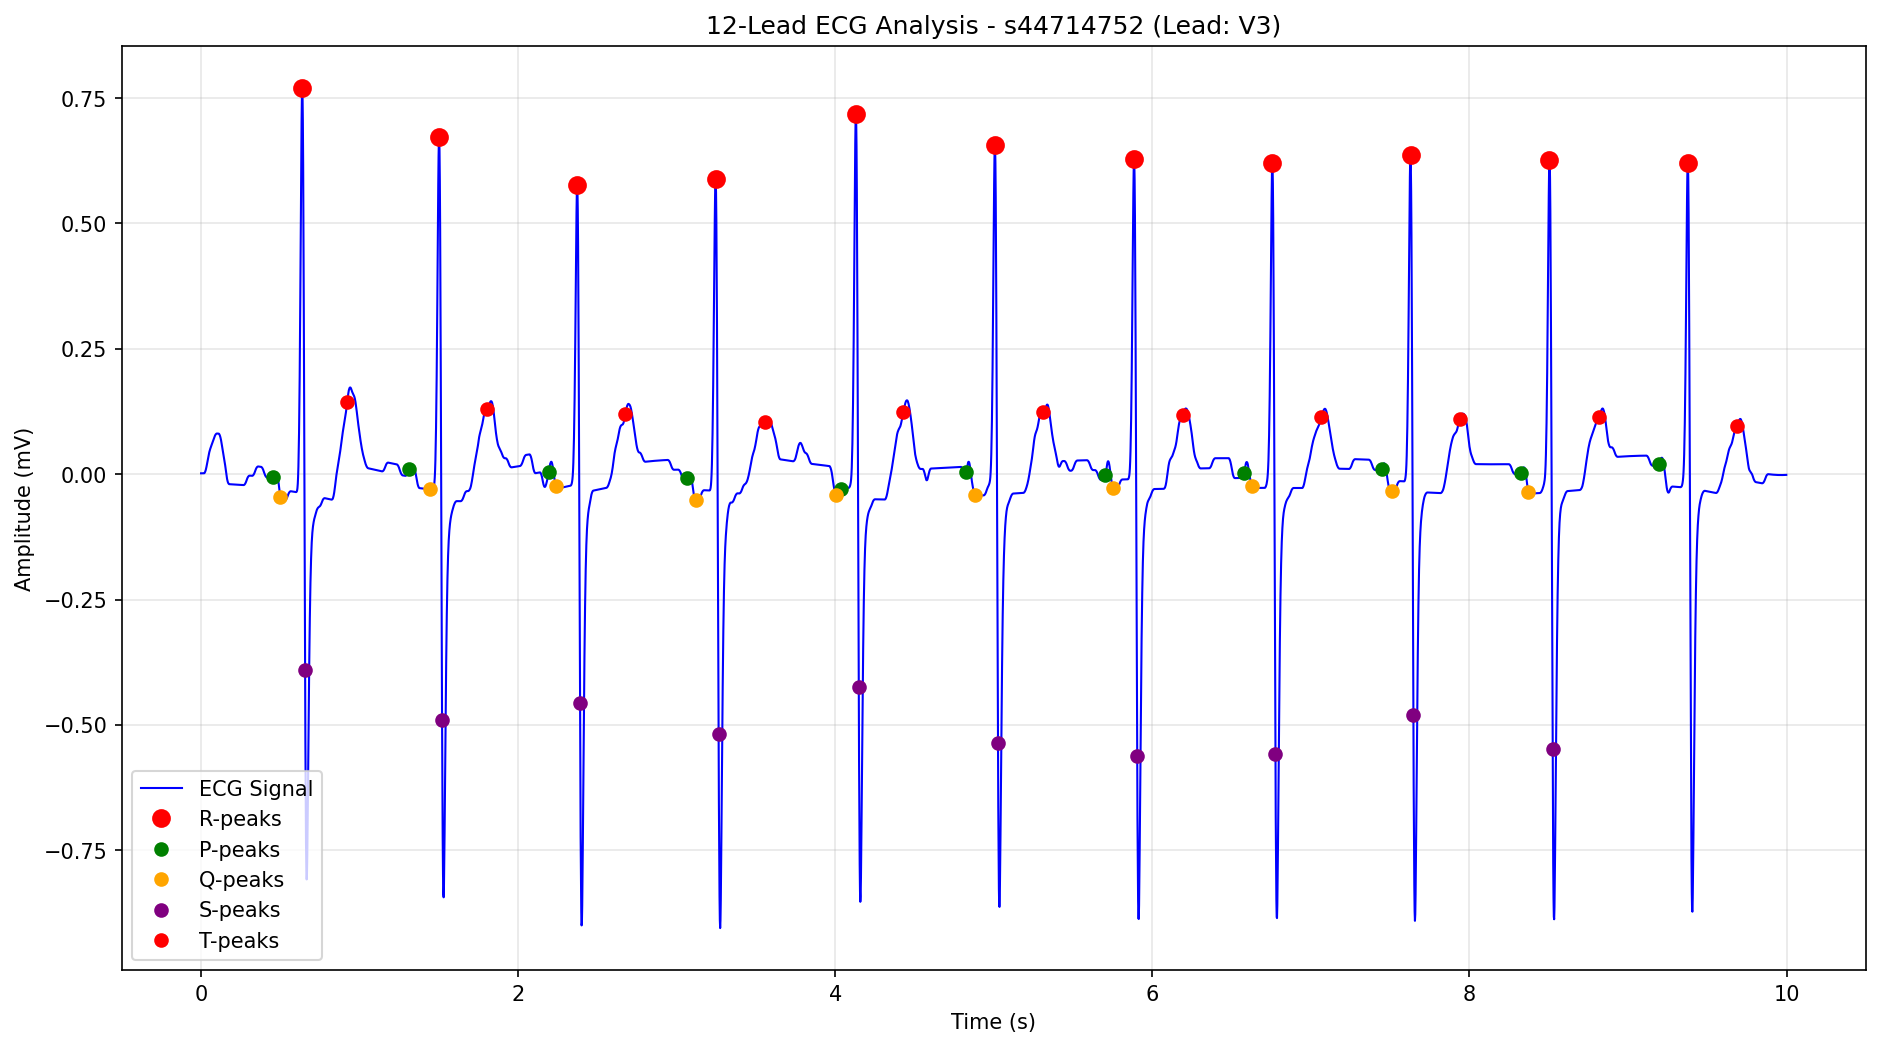 12-Lead ECG Analysis - s44714752 (Lead: V3)
Amplitude (mV)
0.75
0.50
0.25
0.00
−0.25
−0.50
−0.75
ECG Signal
R-peaks
P-peaks
Q-peaks
S-peaks
T-peaks
0 2 4 6 8 10
Time (s)